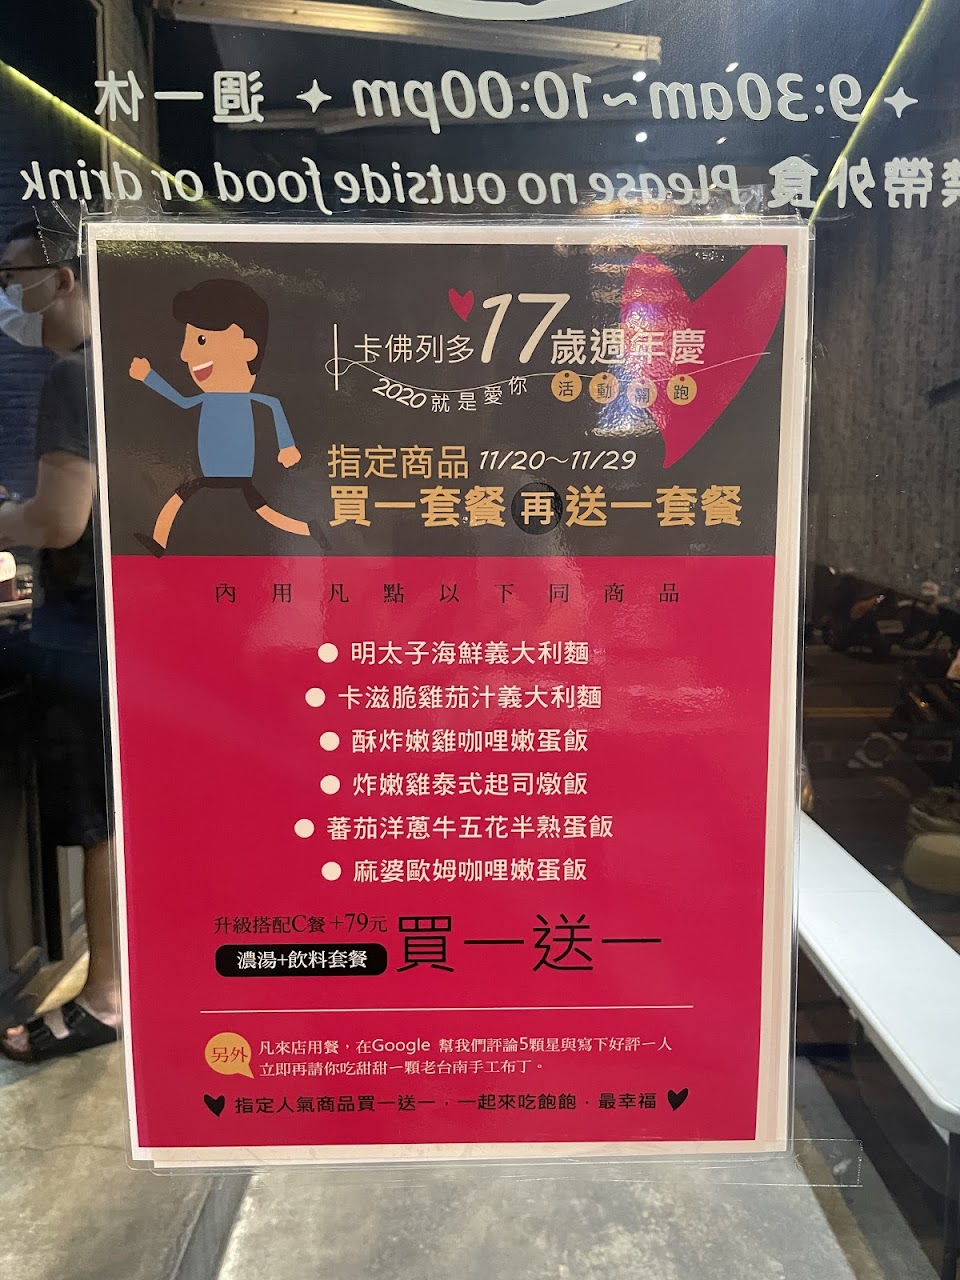 9:30am~10:00pm ✦ 週一休
禁帶外食 Please no outside food or drink
卡佛列多17歲週年慶
2020就是愛你 活動開跑
指定商品 11/20～11/29
買一套餐 再 送一套餐
內用凡點以下同商品
● 明太子海鮮義大利麵
● 卡滋脆雞茄汁義大利麵
● 酥炸嫩雞咖哩嫩蛋飯
● 炸嫩雞泰式起司燉飯
● 蕃茄洋蔥牛五花半熟蛋飯
● 麻婆歐姆咖哩嫩蛋飯
升級搭配C餐+79元
濃湯+飲料套餐
買一送一
另外
凡來店用餐，在Google 幫我們評論5顆星與寫下好評一人
立即再請你吃甜甜一顆老台南手工布丁。
指定人氣商品買一送一，一起來吃飽飽．最幸福